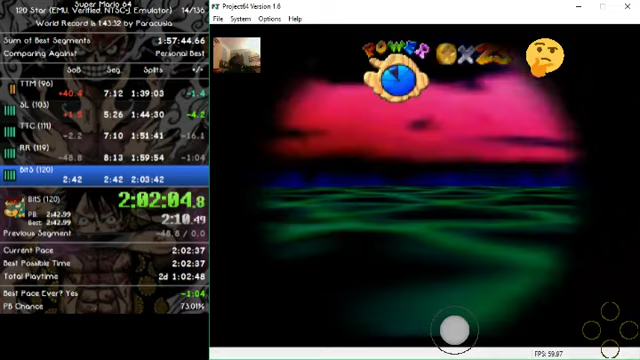 Super Mario 64
120 Star (EMU, Verified, NTSC-J, Emulator) 14/136
World Record is 1:43:32 by Paracusia
Sum of Best Segments 1:57:44.66
Comparing Against Personal Best
SoB Seg. Splits +/-
TTM (96)
+40.4 7:12 1:39:03 -1.4
SL (103)
5:26 1:44:30 -4.2
TTC (111)
-2.2 7:10 1:51:41 -16.1
RR (119)
-48.8 8:13 1:59:54 -1:04
BitS (120)
2:42 2:42 2:03:42
BitS (120) 2:02:04.8
PB: 2:42.99
Best: 2:42.99
2:10.49
Previous Segment -48.8 / 0.0
Current Pace 2:02:37
Best Possible Time 2:02:37
Total Playtime 2d 1:02:48
Best Pace Ever? Yes -1:04
PB Chance 73.01%
Project64 Version 1.6
File System Options Help
POWER
FPS: 59.97